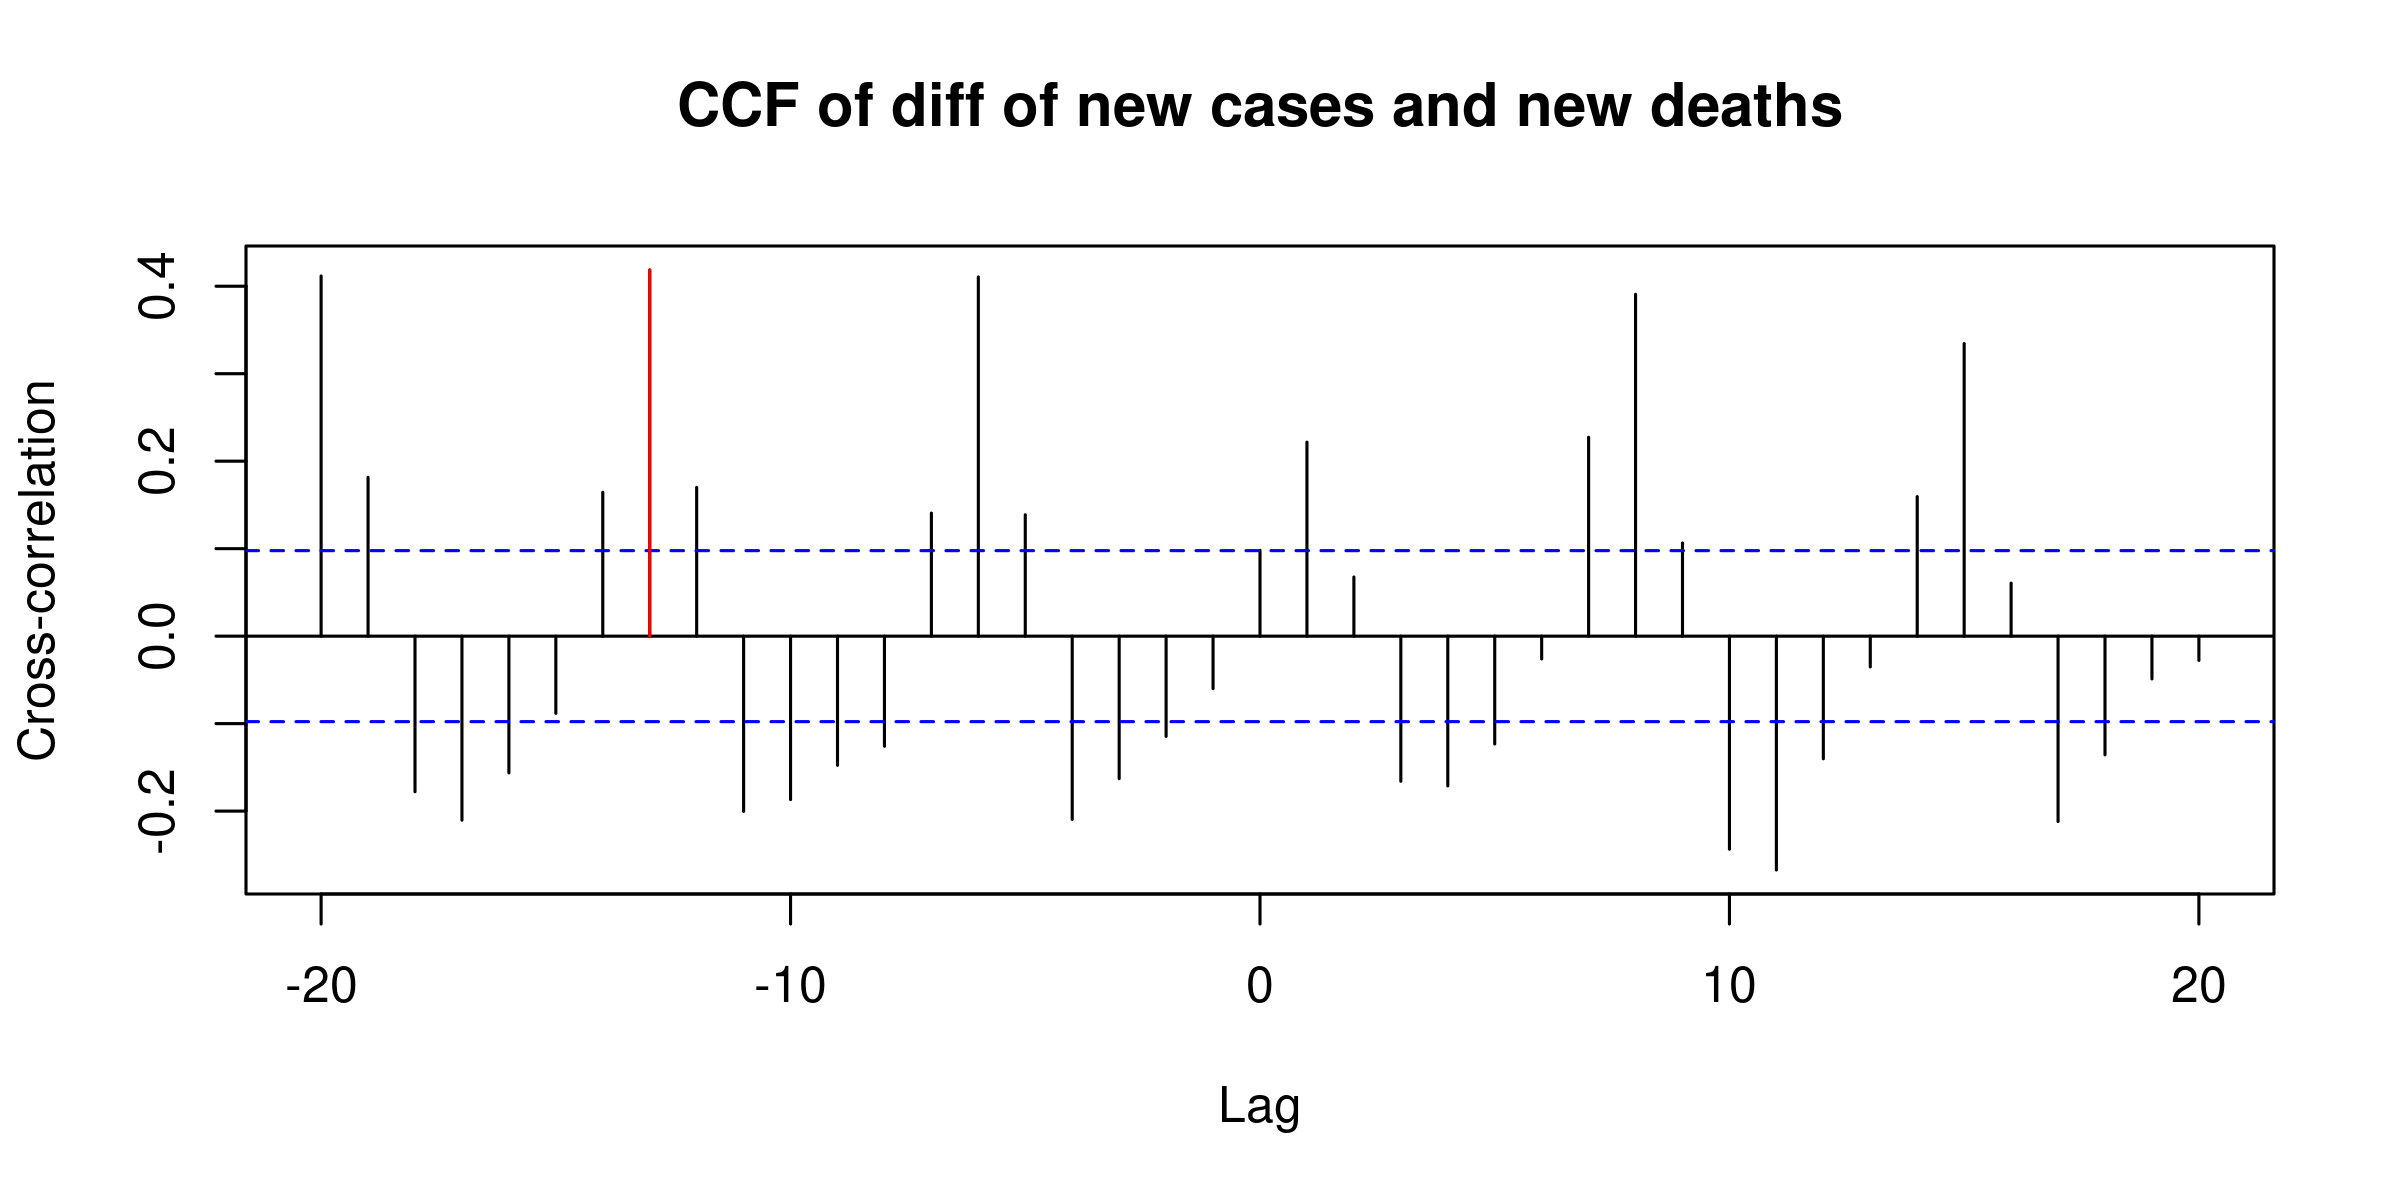 CCF of diff of new cases and new deaths
Cross-correlation
0.4
0.2
0.0
-0.2
-20 -10 0 10 20
Lag